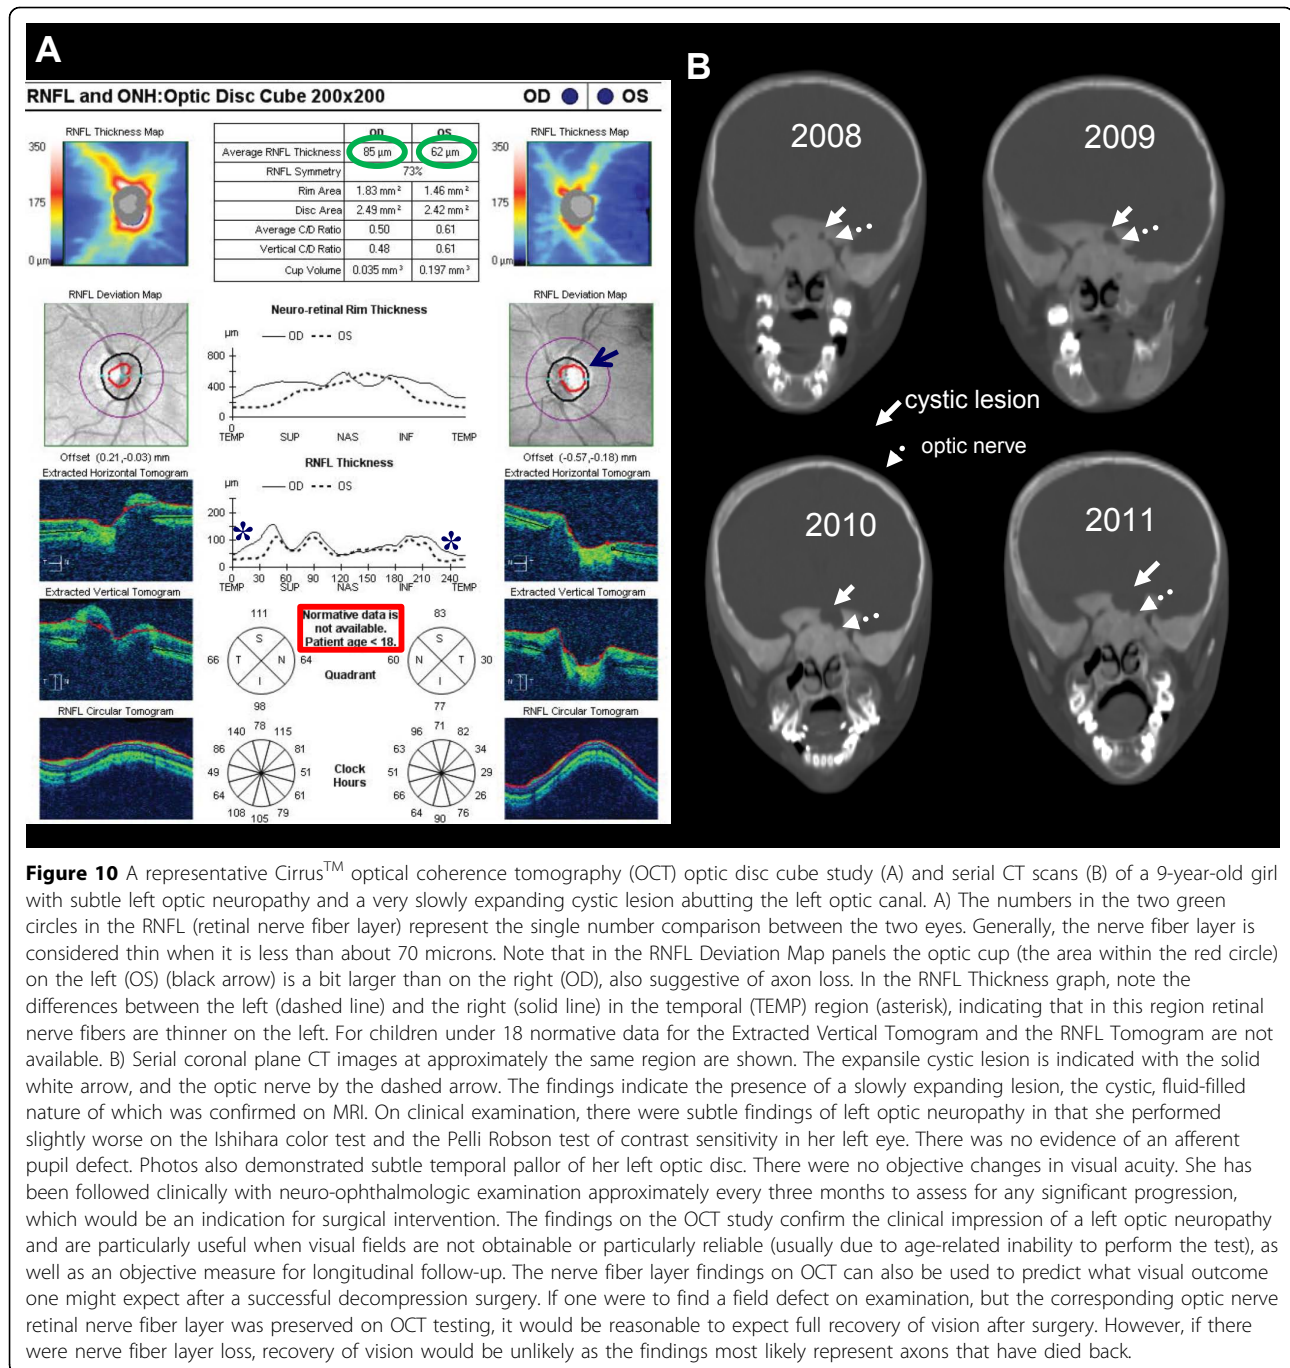 A
RNFL and ONH:Optic Disc Cube 200x200 OD OS
RNFL Thickness Map
350
175
0 µm
OD OS
Average RNFL Thickness 85 µm 62 µm
RNFL Symmetry 73%
Rim Area 1.83 mm² 1.46 mm²
Disc Area 2.49 mm² 2.42 mm²
Average C/D Ratio 0.50 0.61
Vertical C/D Ratio 0.48 0.61
Cup Volume 0.035 mm³ 0.197 mm³
RNFL Thickness Map
350
175
0 µm
RNFL Deviation Map
Neuro-retinal Rim Thickness
µm OD OS
800
400
0
TEMP SUP NAS INF TEMP
RNFL Deviation Map
Offset (0.21,-0.03) mm
Offset (-0.57,-0.18) mm
Extracted Horizontal Tomogram
RNFL Thickness
µm OD OS
200
100
0
0 30 60 90 120 150 180 210 240
TEMP SUP NAS INF TEMP
Extracted Horizontal Tomogram
T N
N T
Extracted Vertical Tomogram
Extracted Vertical Tomogram
T N
N T
111
S
66 T N 64
I
98
Normative data is
not available.
Patient age < 18.
Quadrant
83
S
60 N T 30
I
77
RNFL Circular Tomogram
RNFL Circular Tomogram
78
140 115
86 81
49 51
64 61
108 79
105
Clock
Hours
71
96 82
63 34
51 29
66 26
64 76
90
B
2008
2009
cystic lesion
optic nerve
2010
2011
Figure 10 A representative Cirrus™ optical coherence tomography (OCT) optic disc cube study (A) and serial CT scans (B) of a 9-year-old girl
with subtle left optic neuropathy and a very slowly expanding cystic lesion abutting the left optic canal. A) The numbers in the two green
circles in the RNFL (retinal nerve fiber layer) represent the single number comparison between the two eyes. Generally, the nerve fiber layer is
considered thin when it is less than about 70 microns. Note that in the RNFL Deviation Map panels the optic cup (the area within the red circle)
on the left (OS) (black arrow) is a bit larger than on the right (OD), also suggestive of axon loss. In the RNFL Thickness graph, note the
differences between the left (dashed line) and the right (solid line) in the temporal (TEMP) region (asterisk), indicating that in this region retinal
nerve fibers are thinner on the left. For children under 18 normative data for the Extracted Vertical Tomogram and the RNFL Tomogram are not
available. B) Serial coronal plane CT images at approximately the same region are shown. The expansile cystic lesion is indicated with the solid
white arrow, and the optic nerve by the dashed arrow. The findings indicate the presence of a slowly expanding lesion, the cystic, fluid-filled
nature of which was confirmed on MRI. On clinical examination, there were subtle findings of left optic neuropathy in that she performed
slightly worse on the Ishihara color test and the Pelli Robson test of contrast sensitivity in her left eye. There was no evidence of an afferent
pupil defect. Photos also demonstrated subtle temporal pallor of her left optic disc. There were no objective changes in visual acuity. She has
been followed clinically with neuro-ophthalmologic examination approximately every three months to assess for any significant progression,
which would be an indication for surgical intervention. The findings on the OCT study confirm the clinical impression of a left optic neuropathy
and are particularly useful when visual fields are not obtainable or particularly reliable (usually due to age-related inability to perform the test), as
well as an objective measure for longitudinal follow-up. The nerve fiber layer findings on OCT can also be used to predict what visual outcome
one might expect after a successful decompression surgery. If one were to find a field defect on examination, but the corresponding optic nerve
retinal nerve fiber layer was preserved on OCT testing, it would be reasonable to expect full recovery of vision after surgery. However, if there
were nerve fiber layer loss, recovery of vision would be unlikely as the findings most likely represent axons that have died back.